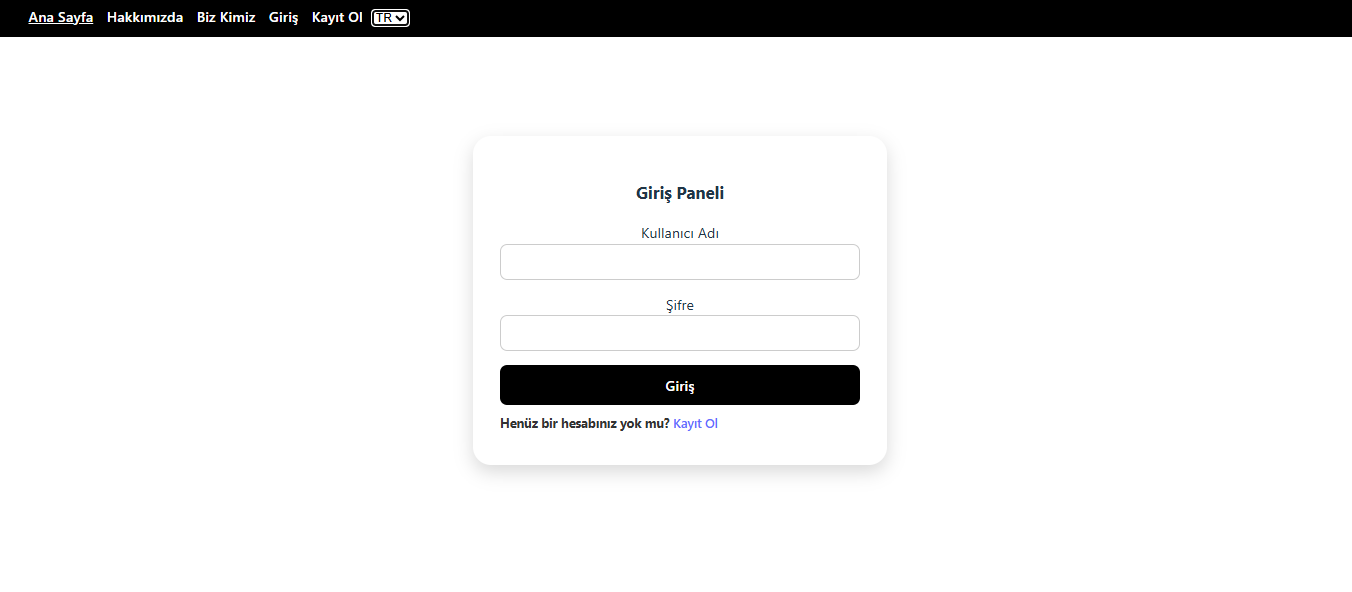 Ana Sayfa Hakkımızda Biz Kimiz Giriş Kayıt Ol TR
Giriş Paneli
Kullanıcı Adı
Şifre
Giriş
Henüz bir hesabınız yok mu? Kayıt Ol